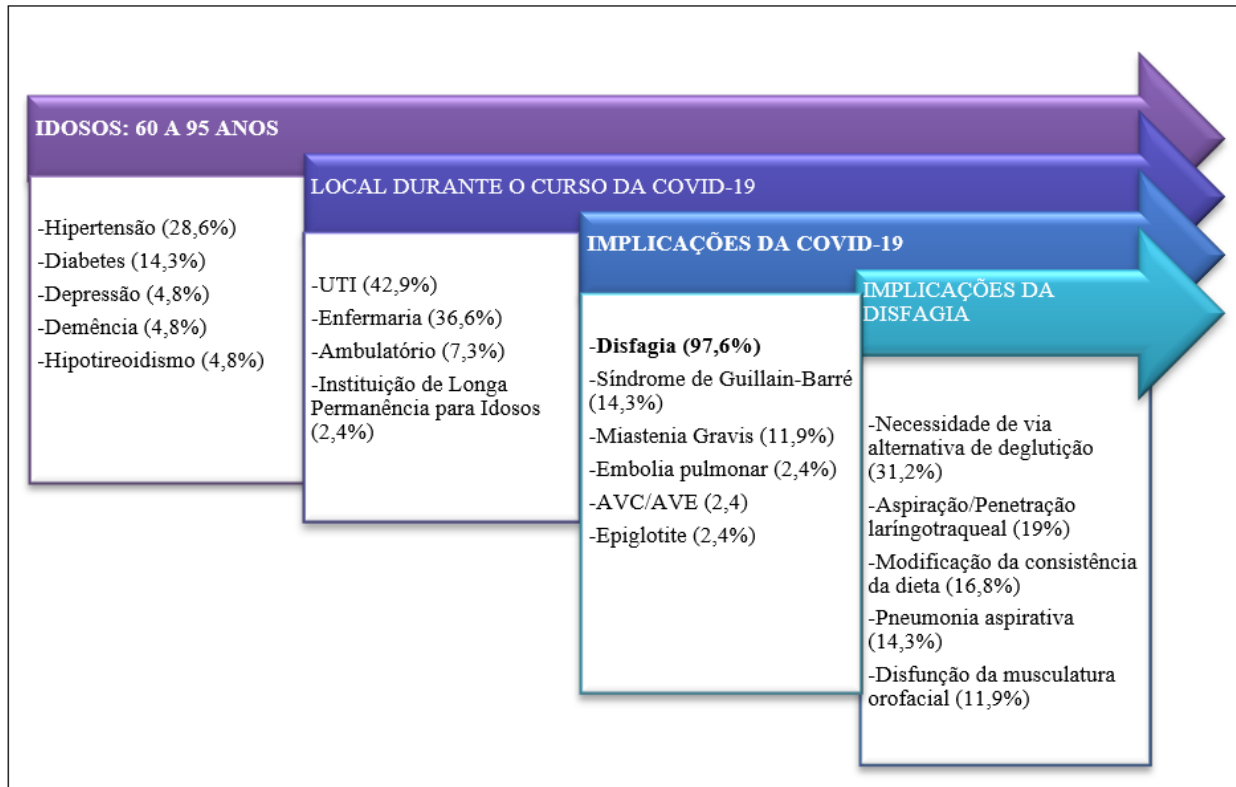 IDOSOS: 60 A 95 ANOS
-Hipertensão (28,6%)
-Diabetes (14,3%)
-Depressão (4,8%)
-Demência (4,8%)
-Hipotireoidismo (4,8%)
LOCAL DURANTE O CURSO DA COVID-19
-UTI (42,9%)
-Enfermaria (36,6%)
-Ambulatório (7,3%)
-Instituição de Longa
Permanência para Idosos
(2,4%)
IMPLICAÇÕES DA COVID-19
-Disfagia (97,6%)
-Síndrome de Guillain-Barré
(14,3%)
-Miastenia Gravis (11,9%)
-Embolia pulmonar (2,4%)
-AVC/AVE (2,4)
-Epiglotite (2,4%)
IMPLICAÇÕES DA
DISFAGIA
-Necessidade de via
alternativa de deglutição
(31,2%)
-Aspiração/Penetração
laríngotraqueal (19%)
-Modificação da consistência
da dieta (16,8%)
-Pneumonia aspirativa
(14,3%)
-Disfunção da musculatura
orofacial (11,9%)